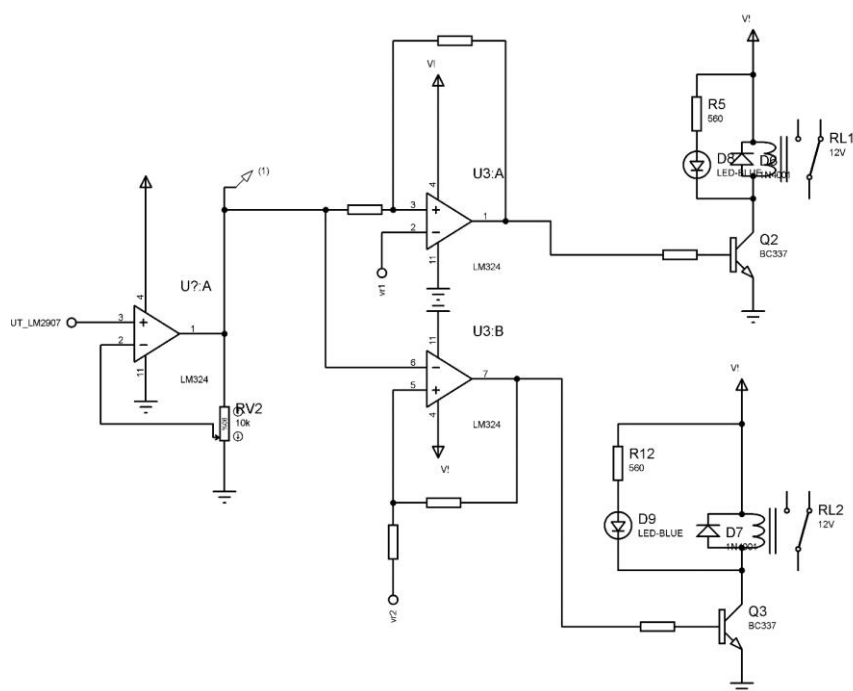 V!
V!
R5
560
RL1
12V
D8
D6
LED-BLUE
1N4001
(1)
4
U3:A
3
1
2
Q2
BC337
11
LM324
vr1
U?:A
4
UT_LM2907
3
1
2
11
LM324
U3:B
11
6
7
5
LM324
4
V!
V!
RV2
10k
R12
560
RL2
12V
D9
LED-BLUE
D7
1N4001
vr2
Q3
BC337